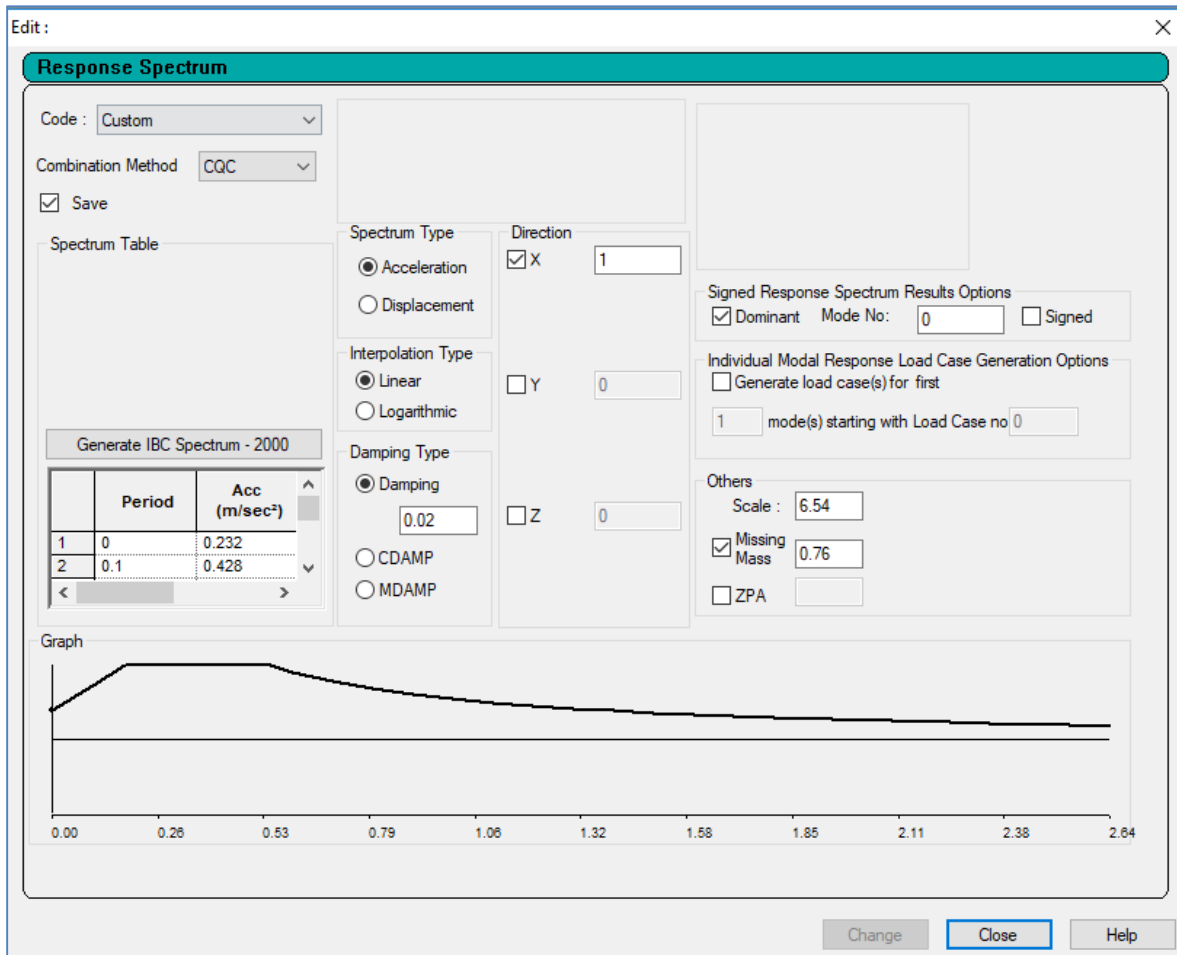 Edit :
Response Spectrum
Code : Custom
Combination Method CQC
Save
Spectrum Table
Generate IBC Spectrum - 2000
Period Acc (m/sec²)
1 0 0.232
2 0.1 0.428
Spectrum Type
Acceleration
Displacement
Interpolation Type
Linear
Logarithmic
Damping Type
Damping
0.02
CDAMP
MDAMP
Direction
X 1
Y 0
Z 0
Signed Response Spectrum Results Options
Dominant Mode No: 0 Signed
Individual Modal Response Load Case Generation Options
Generate load case(s) for first
1 mode(s) starting with Load Case no 0
Others
Scale : 6.54
Missing Mass 0.76
ZPA
Graph
0.00 0.26 0.53 0.79 1.06 1.32 1.58 1.85 2.11 2.38 2.64
Change Close Help